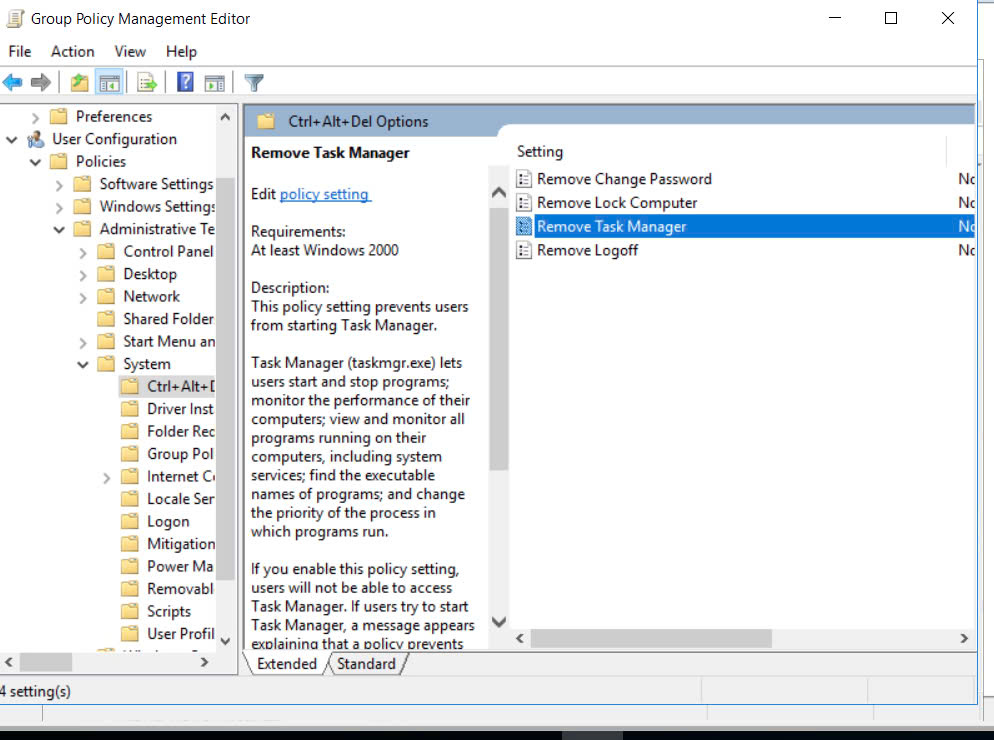 Group Policy Management Editor
File Action View Help
Preferences
User Configuration
Policies
Software Settings
Windows Settings
Administrative Te
Control Panel
Desktop
Network
Shared Folder
Start Menu an
System
Ctrl+Alt+D
Driver Inst
Folder Rec
Group Pol
Internet C
Locale Ser
Logon
Mitigation
Power Ma
Removabl
Scripts
User Profil
Ctrl+Alt+Del Options
Remove Task Manager
Edit policy setting
Requirements:
At least Windows 2000
Description:
This policy setting prevents users
from starting Task Manager.
Task Manager (taskmgr.exe) lets
users start and stop programs;
monitor the performance of their
computers; view and monitor all
programs running on their
computers, including system
services; find the executable
names of programs; and change
the priority of the process in
which programs run.
If you enable this policy setting,
users will not be able to access
Task Manager. If users try to start
Task Manager, a message appears
explaining that a policy prevents
Setting
Remove Change Password No
Remove Lock Computer No
Remove Task Manager No
Remove Logoff No
Extended Standard
4 setting(s)